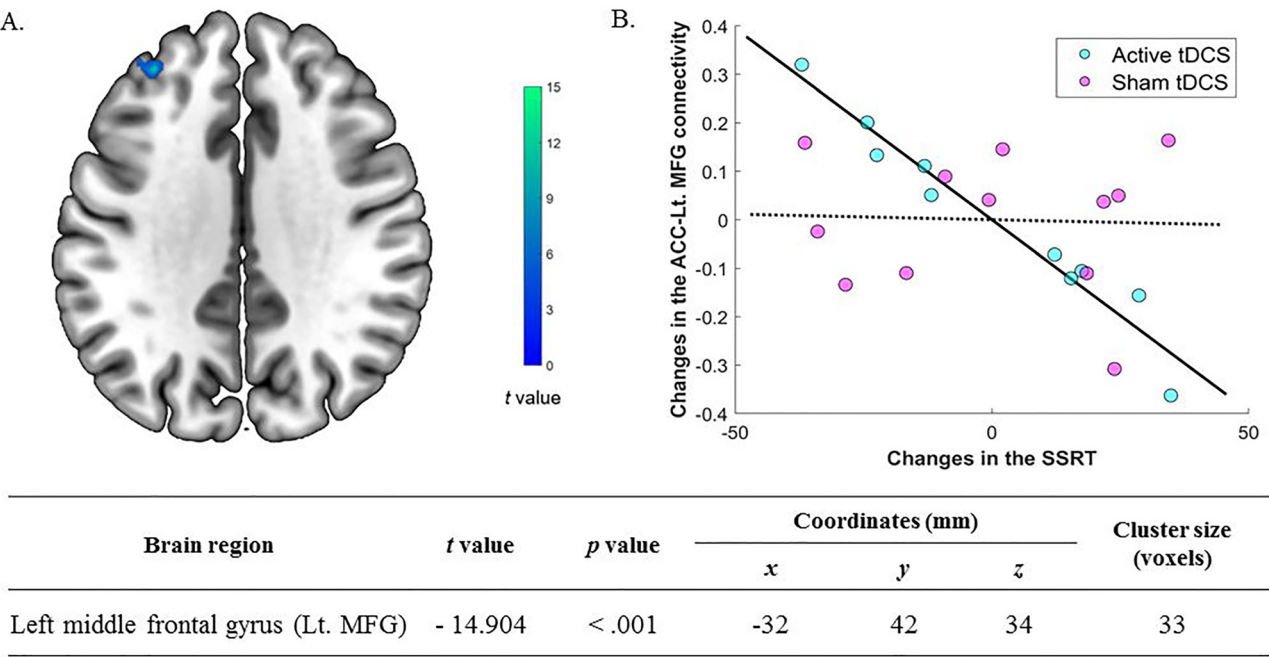 A.
15
12
9
6
3
0
t value
B.
Changes in the ACC-Lt. MFG connectivity
0.4
0.3
0.2
0.1
0
-0.1
-0.2
-0.3
-0.4
-50
0
50
Changes in the SSRT
Active tDCS
Sham tDCS
Brain region t value p value Coordinates (mm) Cluster size (voxels)
x y z
Left middle frontal gyrus (Lt. MFG) - 14.904 < .001 -32 42 34 33